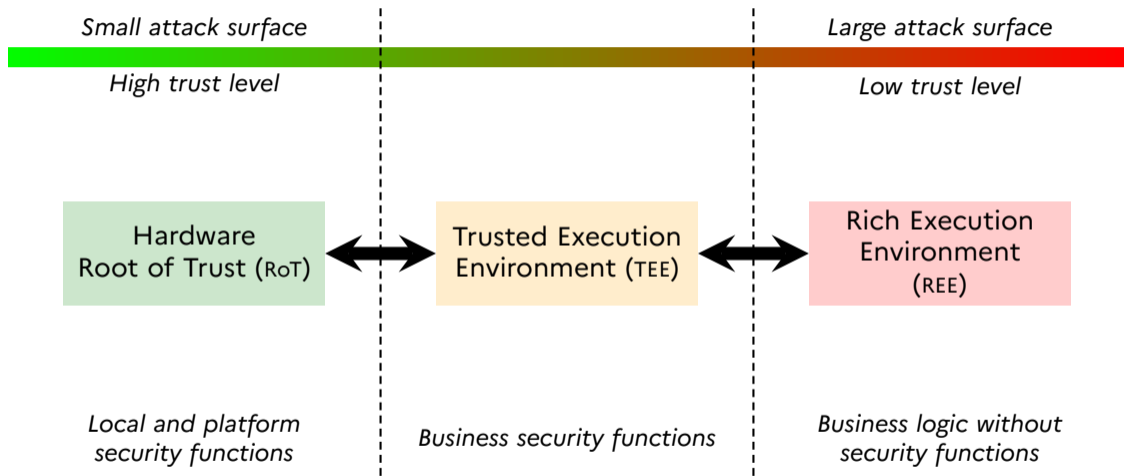 Small attack surface
Large attack surface
High trust level
Low trust level
Hardware
Root of Trust (RoT)
Trusted Execution
Environment (TEE)
Rich Execution
Environment
(REE)
Local and platform
security functions
Business security functions
Business logic without
security functions